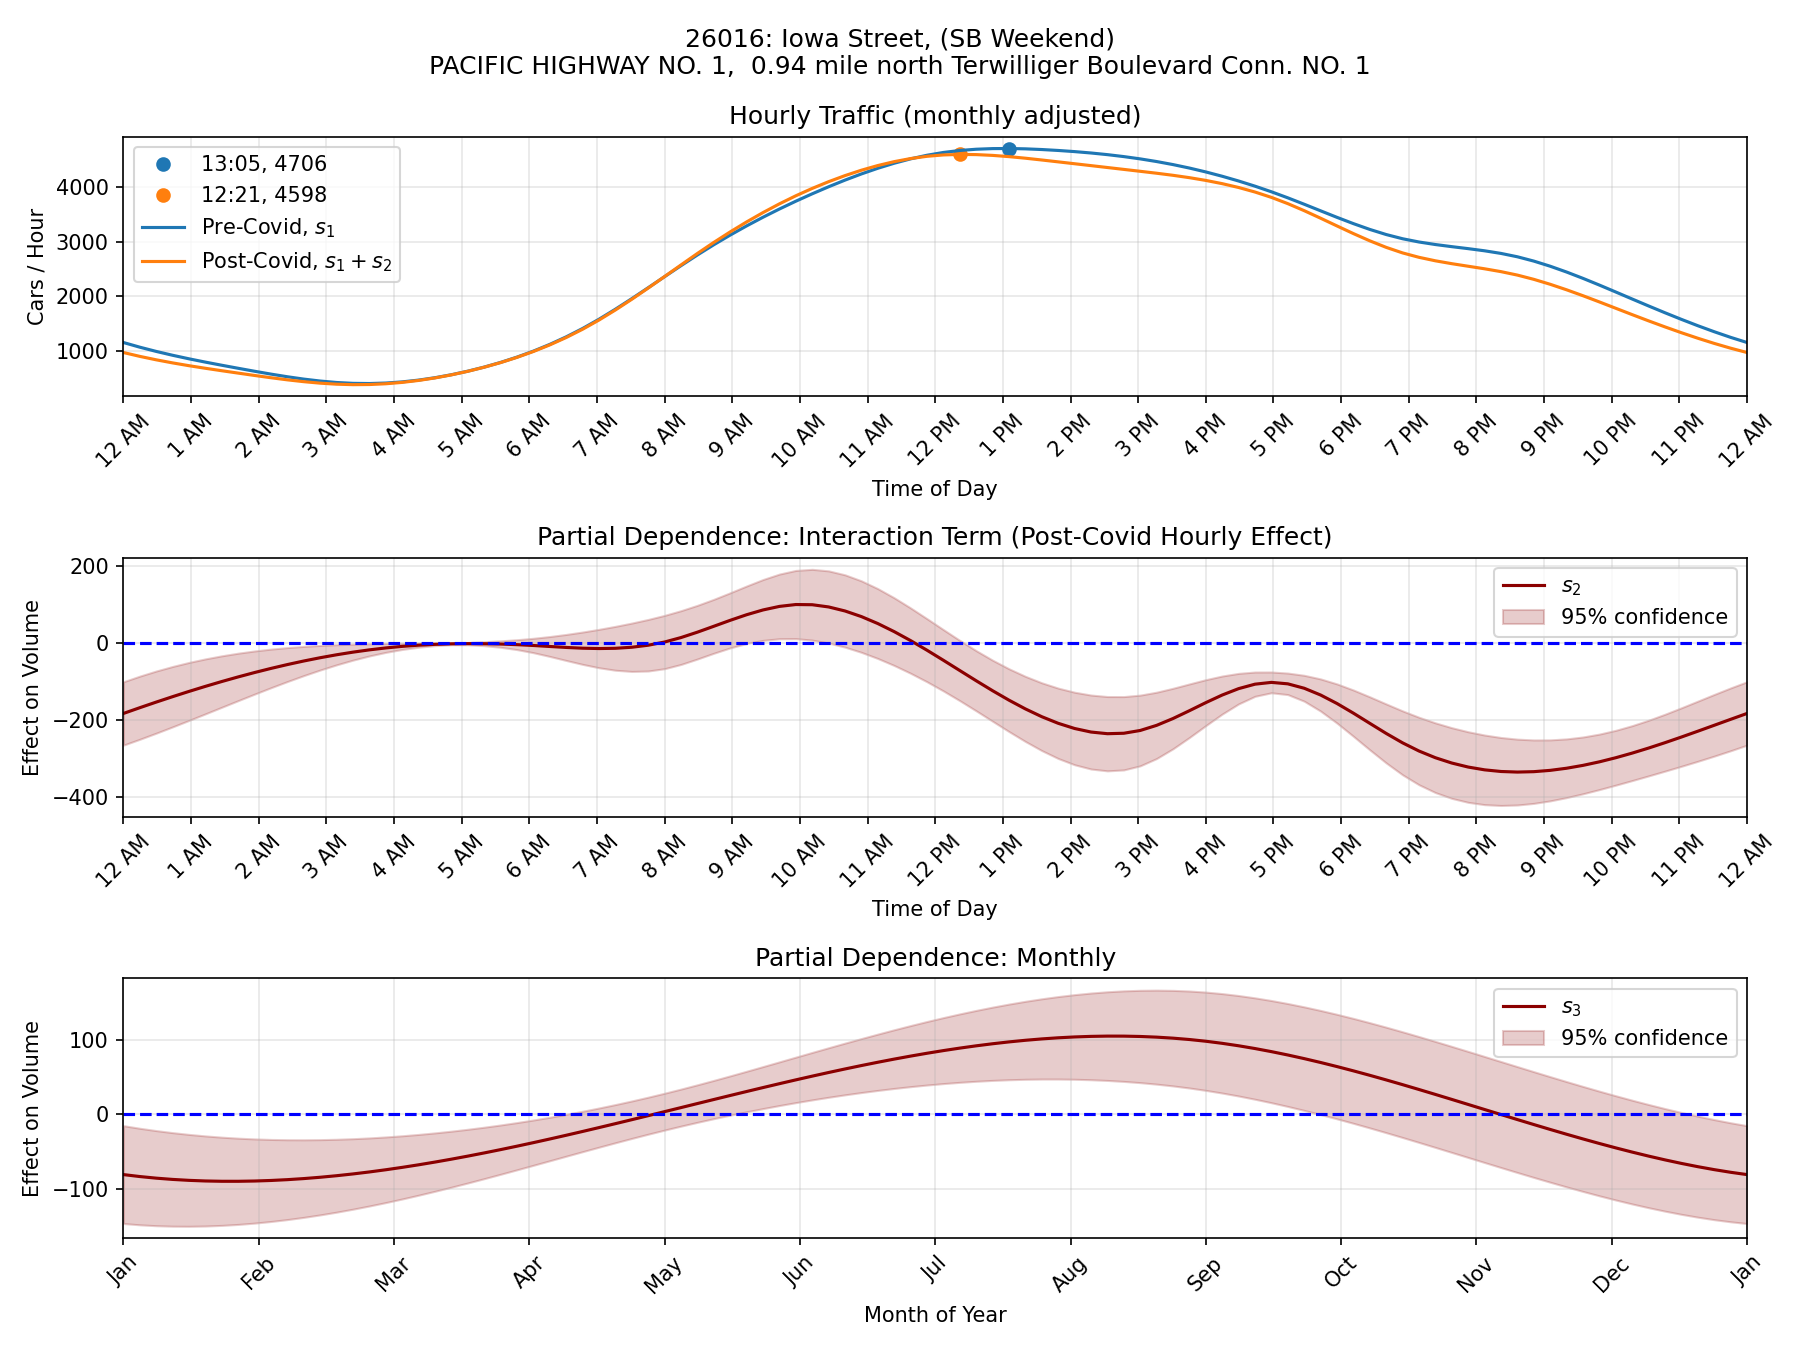 26016: Iowa Street, (SB Weekend)
PACIFIC HIGHWAY NO. 1,  0.94 mile north Terwilliger Boulevard Conn. NO. 1
Hourly Traffic (monthly adjusted)
13:05, 4706
12:21, 4598
Pre-Covid, s₁
Post-Covid, s₁ + s₂
Cars / Hour
4000
3000
2000
1000
12 AM 1 AM 2 AM 3 AM 4 AM 5 AM 6 AM 7 AM 8 AM 9 AM 10 AM 11 AM 12 PM 1 PM 2 PM 3 PM 4 PM 5 PM 6 PM 7 PM 8 PM 9 PM 10 PM 11 PM 12 AM
Time of Day
Partial Dependence: Interaction Term (Post-Covid Hourly Effect)
s₂
95% confidence
Effect on Volume
200
0
−200
−400
12 AM 1 AM 2 AM 3 AM 4 AM 5 AM 6 AM 7 AM 8 AM 9 AM 10 AM 11 AM 12 PM 1 PM 2 PM 3 PM 4 PM 5 PM 6 PM 7 PM 8 PM 9 PM 10 PM 11 PM 12 AM
Time of Day
Partial Dependence: Monthly
s₃
95% confidence
Effect on Volume
100
0
−100
Jan Feb Mar Apr May Jun Jul Aug Sep Oct Nov Dec Jan
Month of Year